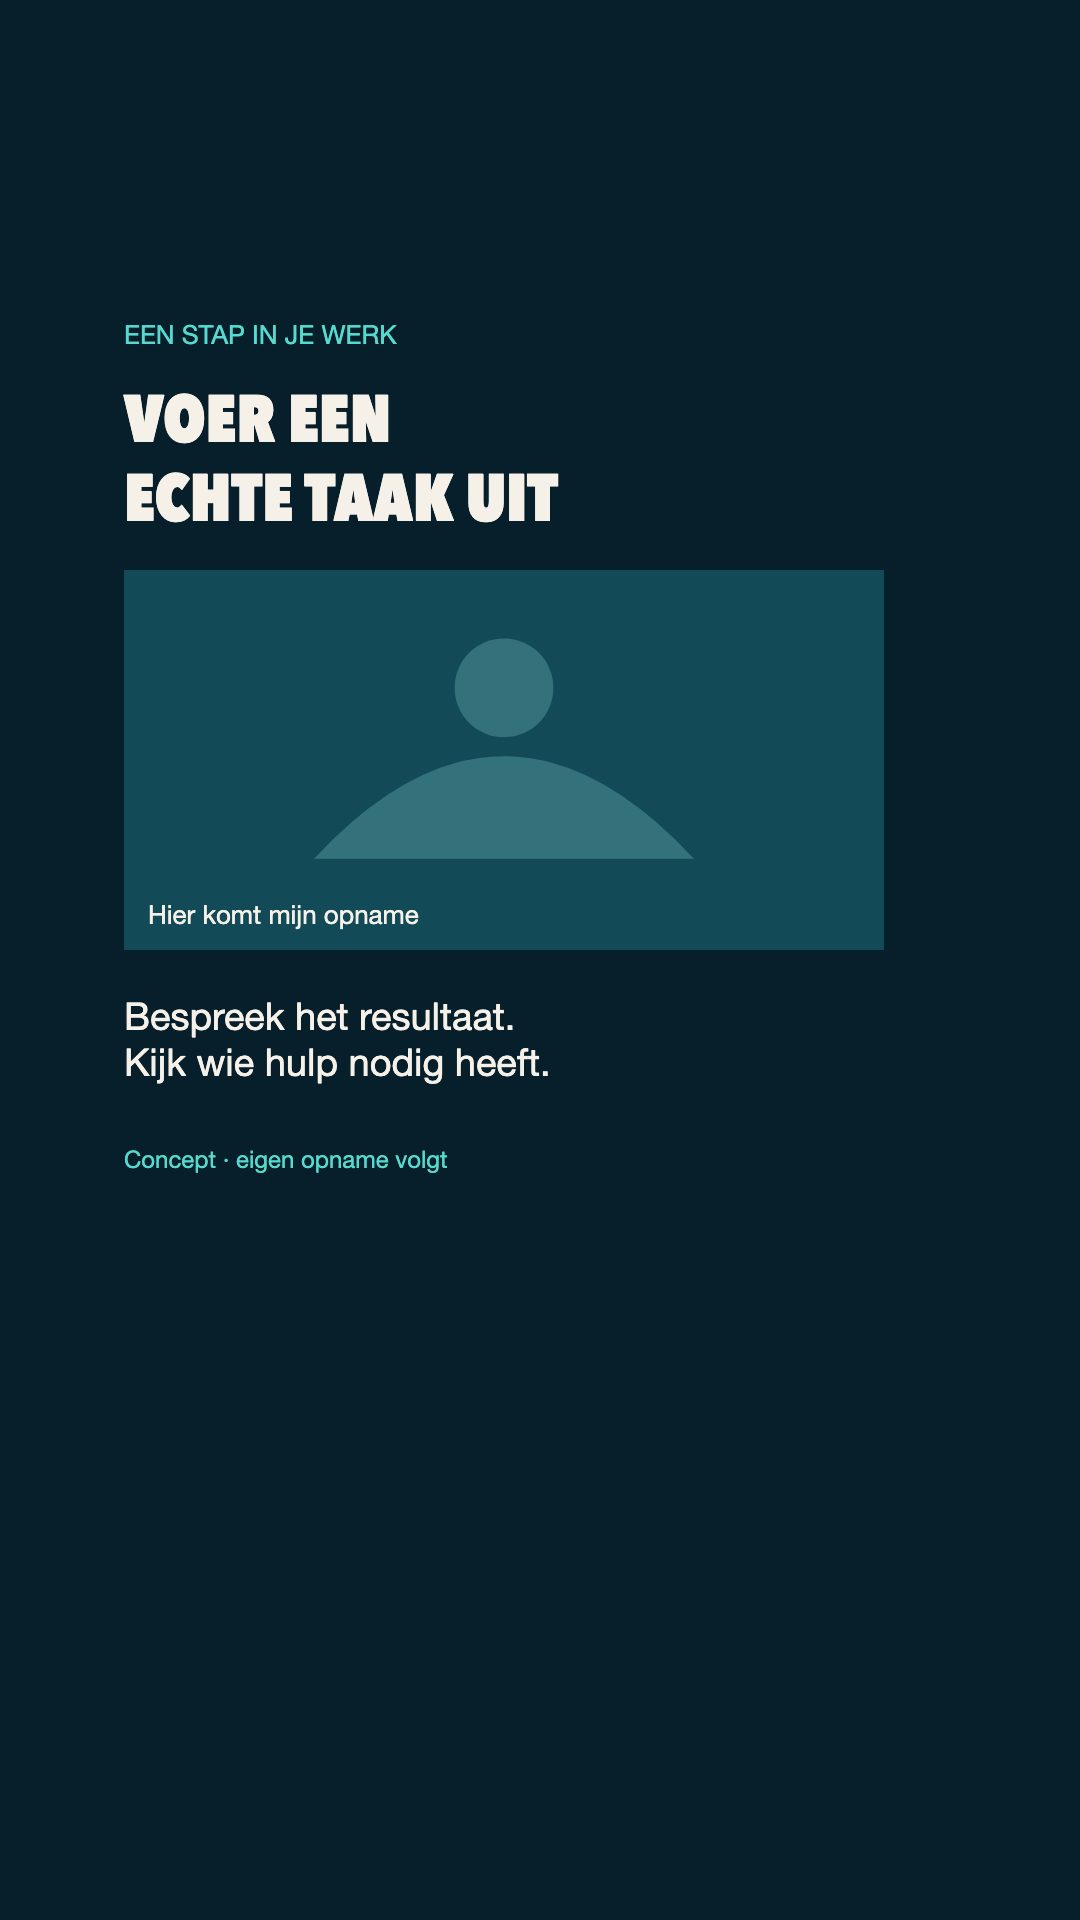 EEN STAP IN JE WERK
VOER EEN
ECHTE TAAK UIT
Hier komt mijn opname
Bespreek het resultaat.
Kijk wie hulp nodig heeft.
Concept · eigen opname volgt